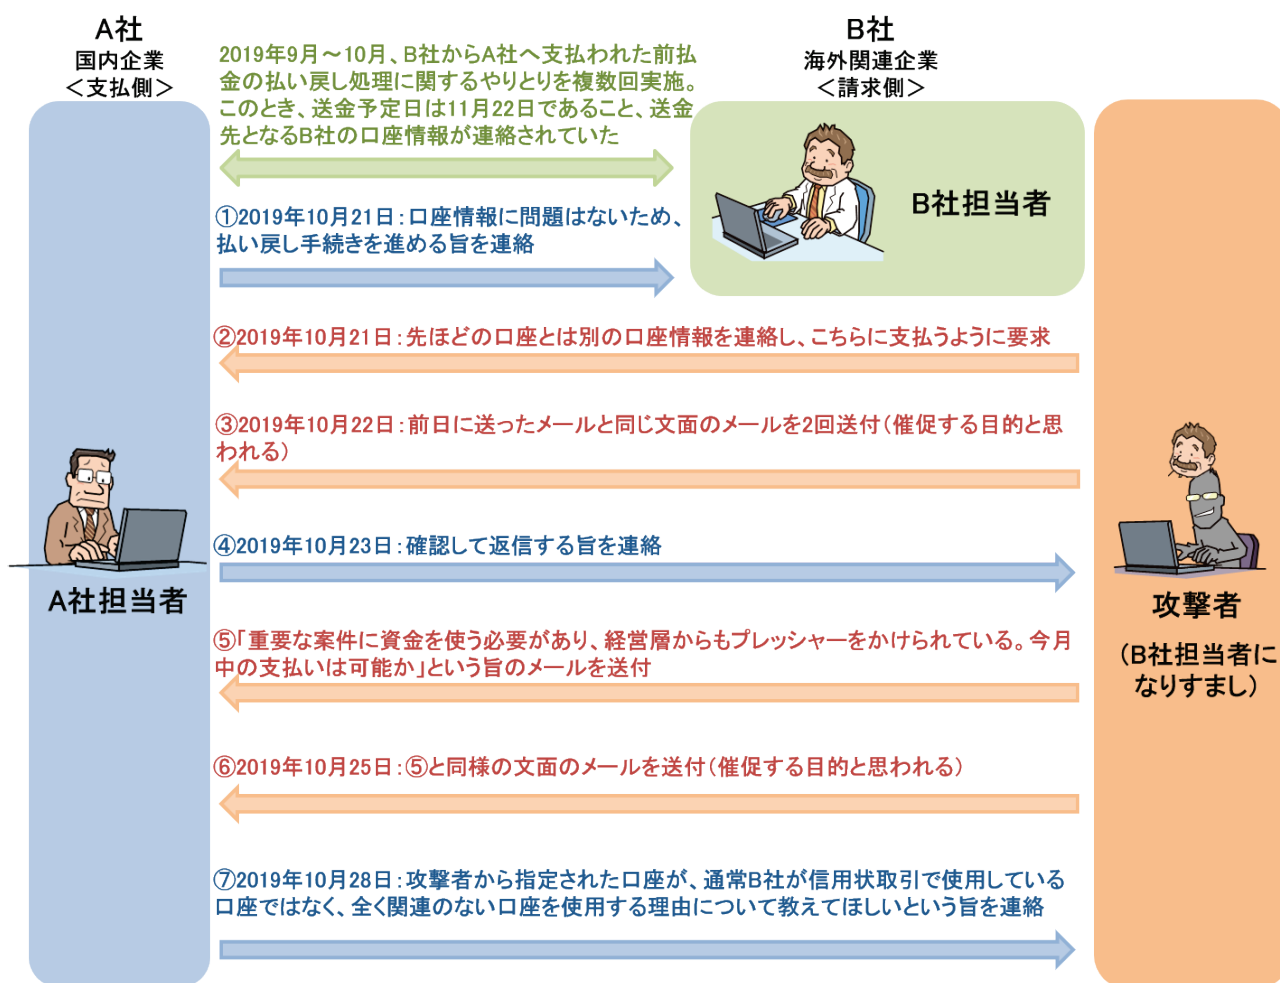 A社
国内企業
＜支払側＞
B社
海外関連企業
＜請求側＞
2019年9月～10月、B社からA社へ支払われた前払
金の払い戻し処理に関するやりとりを複数回実施。
このとき、送金予定日は11月22日であること、送金
先となるB社の口座情報が連絡されていた
B社担当者
①2019年10月21日：口座情報に問題はないため、
払い戻し手続きを進める旨を連絡
②2019年10月21日：先ほどの口座とは別の口座情報を連絡し、こちらに支払うように要求
③2019年10月22日：前日に送ったメールと同じ文面のメールを2回送付（催促する目的と思
われる）
④2019年10月23日：確認して返信する旨を連絡
A社担当者
攻撃者
（B社担当者に
なりすまし）
⑤「重要な案件に資金を使う必要があり、経営層からもプレッシャーをかけられている。今月
中の支払いは可能か」という旨のメールを送付
⑥2019年10月25日：⑤と同様の文面のメールを送付（催促する目的と思われる）
⑦2019年10月28日：攻撃者から指定された口座が、通常B社が信用状取引で使用している
口座ではなく、全く関連のない口座を使用する理由について教えてほしいという旨を連絡